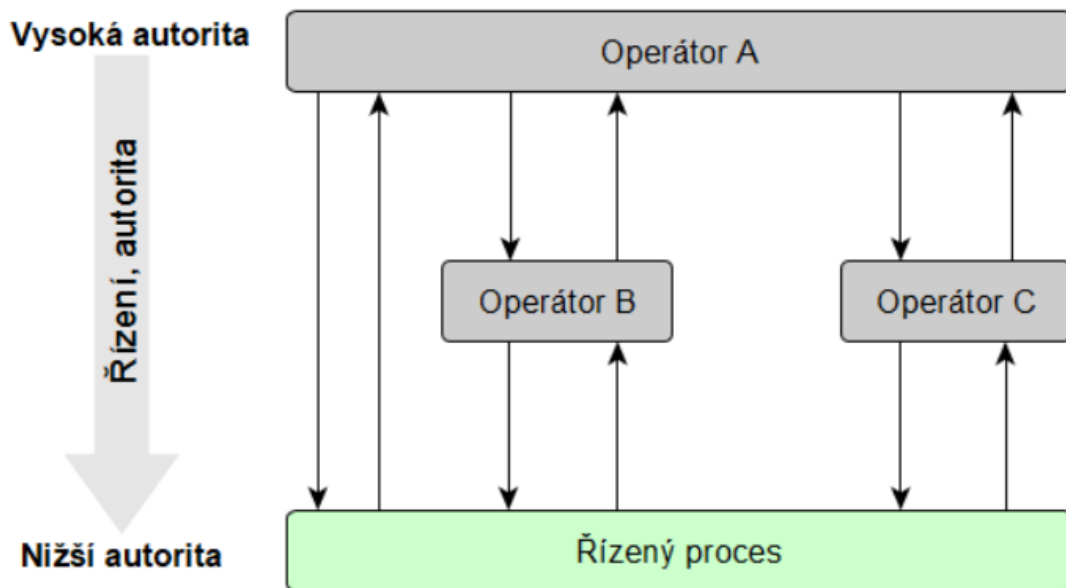 Vysoká autorita
Operátor A
Řízení, autorita
Operátor B
Operátor C
Řízený proces
Nižší autorita